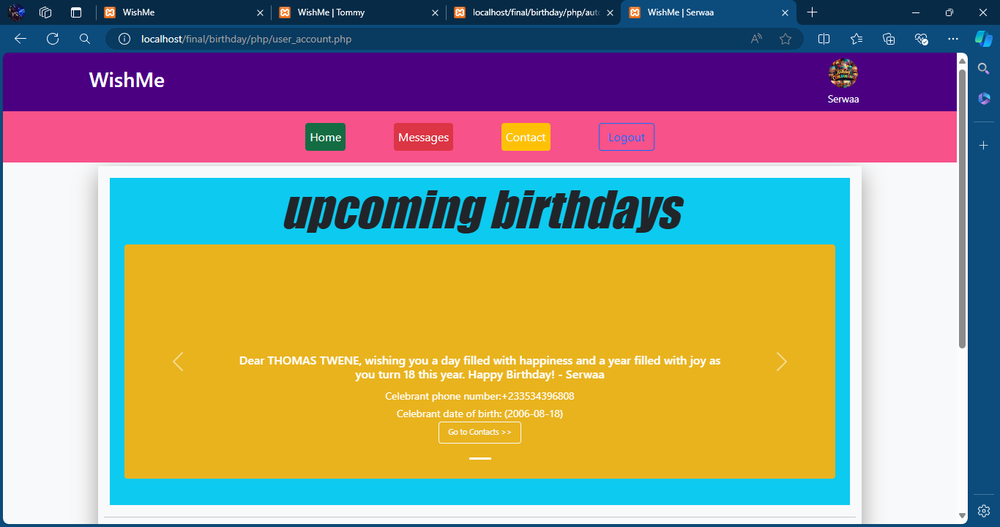 WishMe
WishMe | Tommy
localhost/final/birthday/php/aut
WishMe | Serwaa
localhost/final/birthday/php/user_account.php
WishMe
Serwaa
Home
Messages
Contact
Logout
upcoming birthdays
Dear THOMAS TWENE, wishing you a day filled with happiness and a year filled with joy as
you turn 18 this year. Happy Birthday! - Serwaa
Celebrant phone number:+233534396808
Celebrant date of birth: (2006-08-18)
Go to Contacts >>